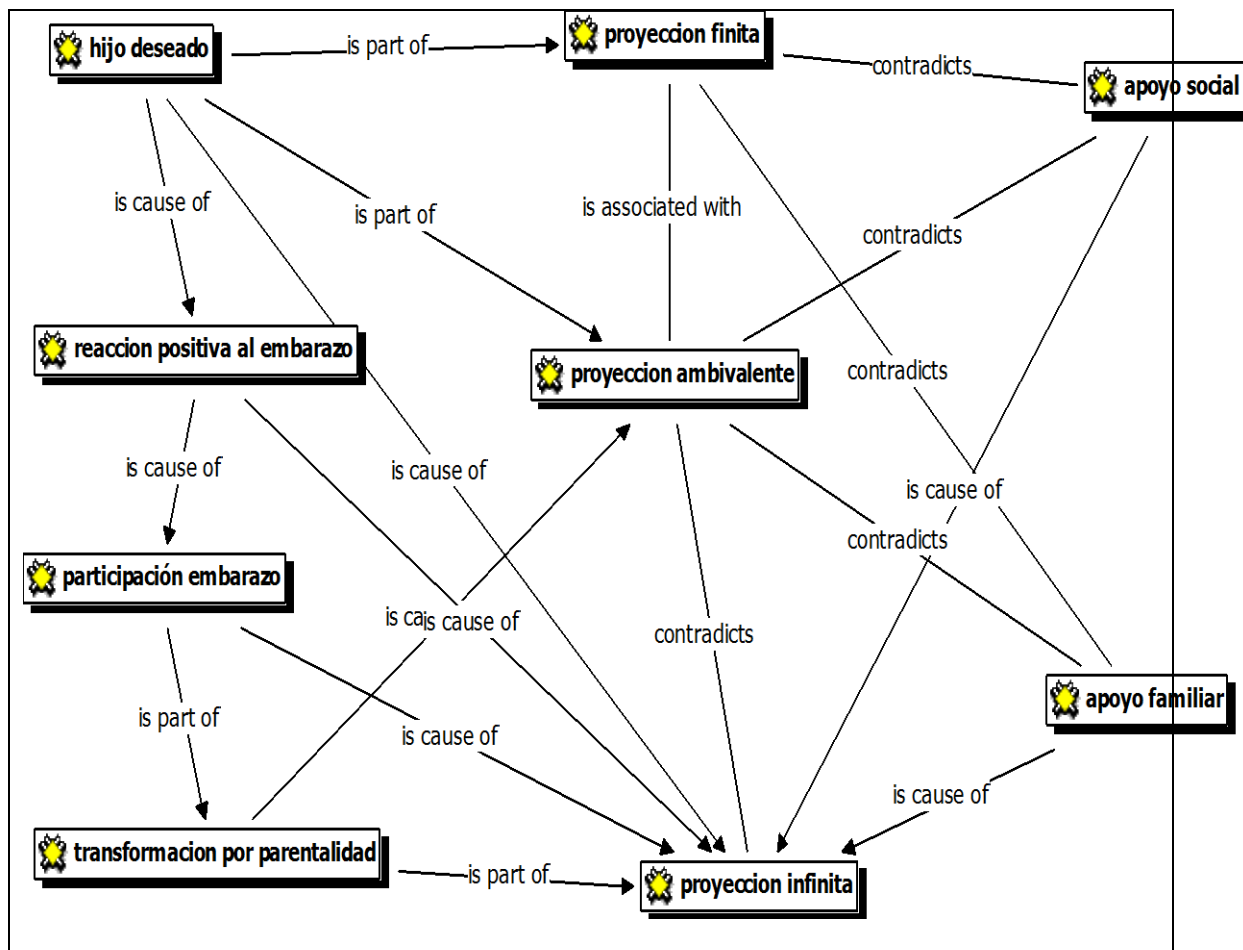 hijo deseado
is part of
proyeccion finita
contradicts
apoyo social
is cause of
is part of
is associated with
contradicts
reaccion positiva al embarazo
proyeccion ambivalente
contradicts
is cause of
is cause of
is cause of
contradicts
participación embarazo
is ca
is cause of
contradicts
is part of
is cause of
apoyo familiar
is cause of
transformacion por parentalidad
is part of
proyeccion infinita